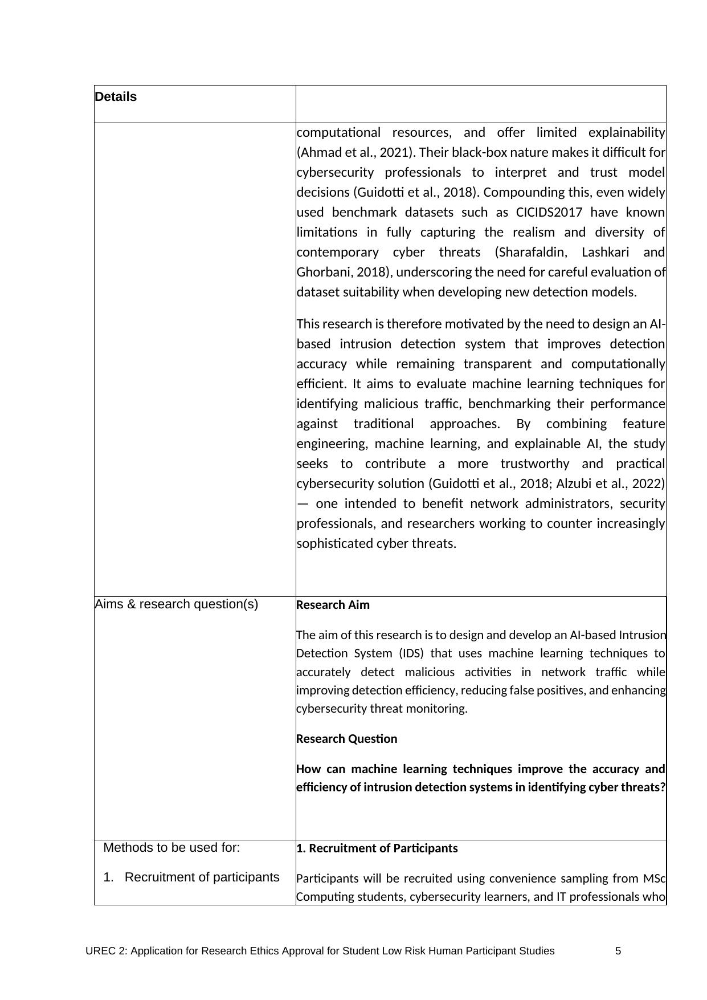 Details
computational resources, and offer limited explainability
(Ahmad et al., 2021). Their black-box nature makes it difficult for
cybersecurity professionals to interpret and trust model
decisions (Guidotti et al., 2018). Compounding this, even widely
used benchmark datasets such as CICIDS2017 have known
limitations in fully capturing the realism and diversity of
contemporary cyber threats (Sharafaldin, Lashkari and
Ghorbani, 2018), underscoring the need for careful evaluation of
dataset suitability when developing new detection models.
This research is therefore motivated by the need to design an AI-
based intrusion detection system that improves detection
accuracy while remaining transparent and computationally
efficient. It aims to evaluate machine learning techniques for
identifying malicious traffic, benchmarking their performance
against traditional approaches. By combining feature
engineering, machine learning, and explainable AI, the study
seeks to contribute a more trustworthy and practical
cybersecurity solution (Guidotti et al., 2018; Alzubi et al., 2022)
— one intended to benefit network administrators, security
professionals, and researchers working to counter increasingly
sophisticated cyber threats.
Aims & research question(s)
Research Aim
The aim of this research is to design and develop an AI-based Intrusion
Detection System (IDS) that uses machine learning techniques to
accurately detect malicious activities in network traffic while
improving detection efficiency, reducing false positives, and enhancing
cybersecurity threat monitoring.
Research Question
How can machine learning techniques improve the accuracy and
efficiency of intrusion detection systems in identifying cyber threats?
Methods to be used for:
1. Recruitment of participants
1. Recruitment of Participants
Participants will be recruited using convenience sampling from MSc
Computing students, cybersecurity learners, and IT professionals who
UREC 2: Application for Research Ethics Approval for Student Low Risk Human Participant Studies 5